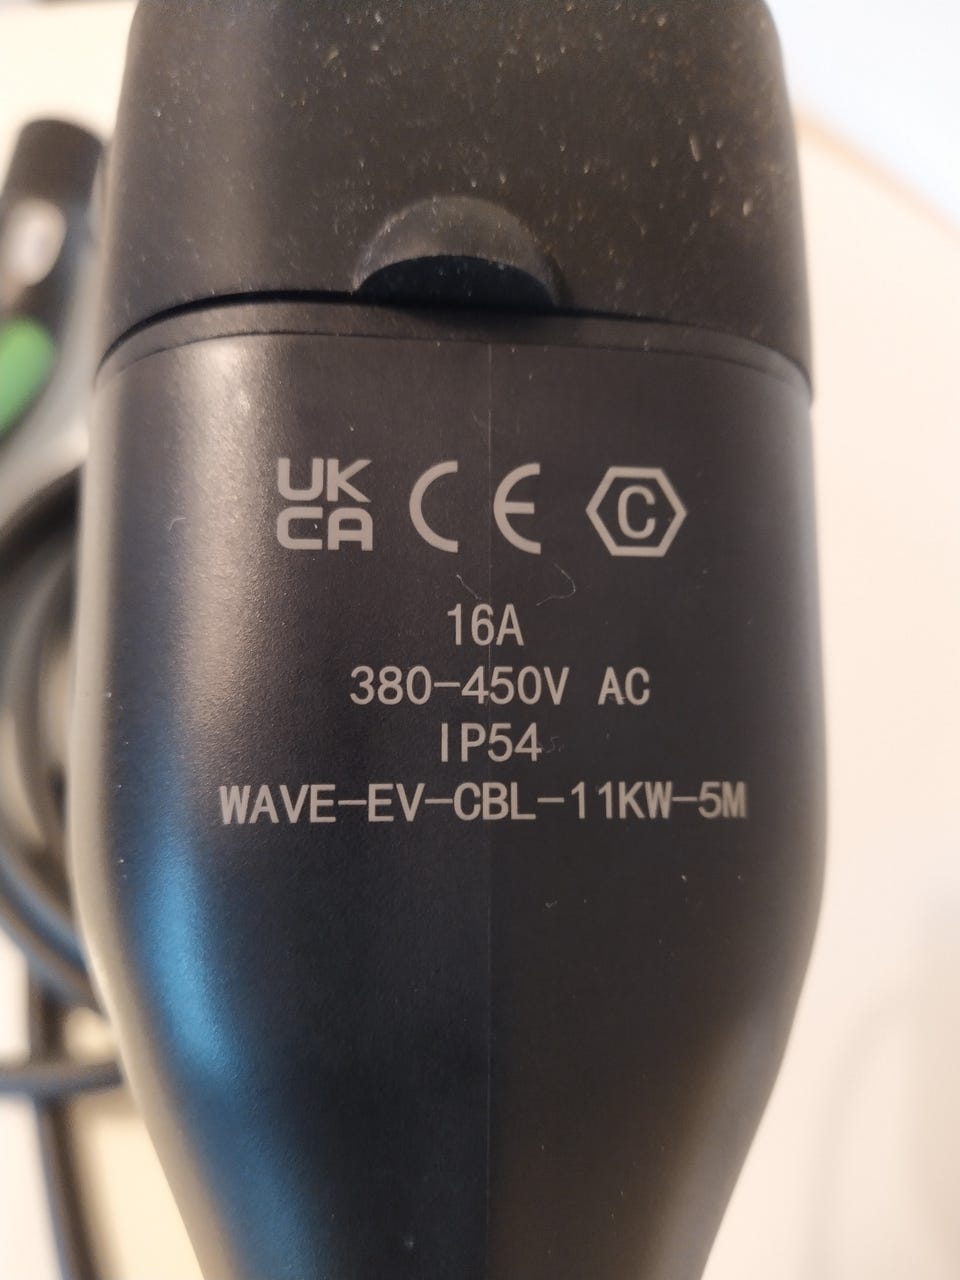 UK
CA CE C
16A
380-450V AC
IP54
WAVE-EV-CBL-11KW-5M